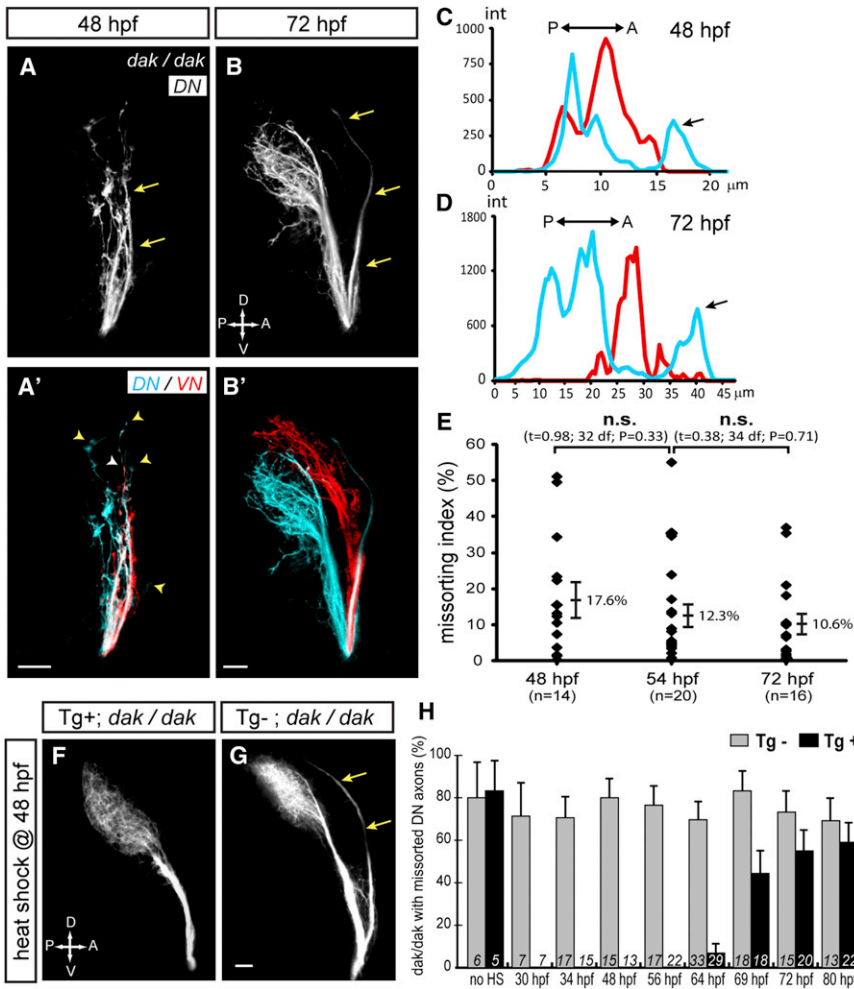 48 hpf
72 hpf
A
dak / dak
DN
B
D
P A
V
A'
DN / VN
B'
C
int
P A
48 hpf
1000
750
500
250
0
0 5 10 15 20 µm
D
int
P A
72 hpf
1800
1200
600
0
0 5 10 15 20 25 30 35 40 45 µm
E
n.s.
n.s.
(t=0.98; 32 df; P=0.33)
(t=0.38; 34 df; P=0.71)
missorting index (%)
60
50
40
30
20
10
0
17.6%
12.3%
10.6%
48 hpf
54 hpf
72 hpf
(n=14)
(n=20)
(n=16)
Tg+; dak / dak
Tg- ; dak / dak
heat shock @ 48 hpf
F
D
P A
V
G
H
Tg -
Tg +
dak/dak with missorted DN axons (%)
100
80
60
40
20
0
6 5 7 7 17 15 15 13 17 22 33 29 18 18 15 20 13 22
no HS 30 hpf 34 hpf 48 hpf 56 hpf 64 hpf 69 hpf 72 hpf 80 hpf